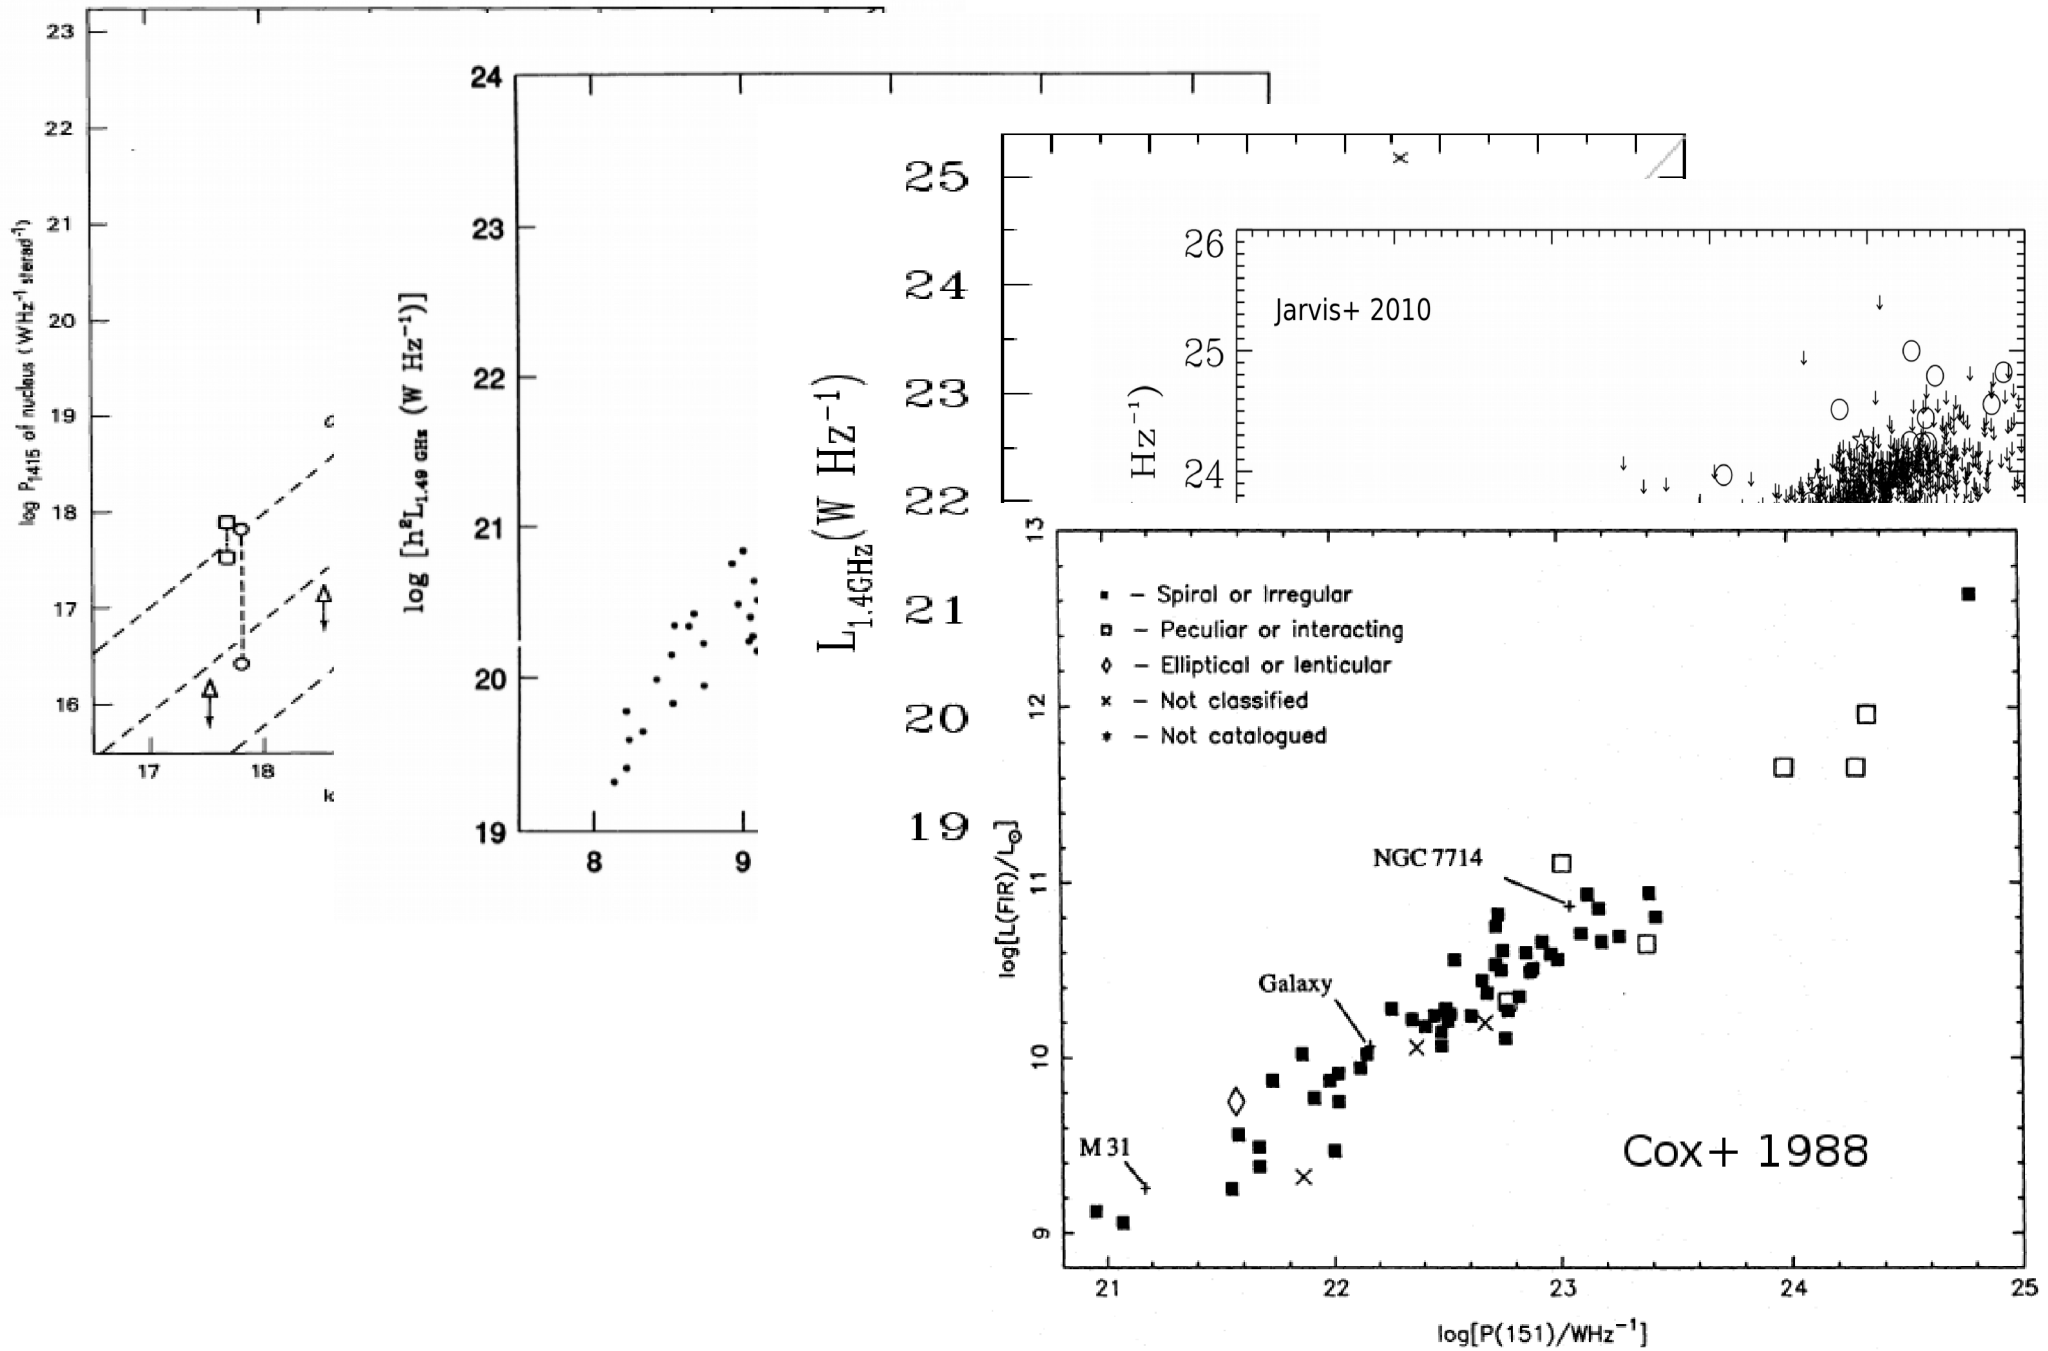 23
22
21
20
19
18
17
16
log P1415 of nucleus (WHz⁻¹ sterad⁻¹)
17
18
24
23
22
21
20
19
log [h²L1.49 GHz (W Hz⁻¹)]
8
9
25
24
23
22
21
20
19
L1.4GHz(W Hz⁻¹)
26
25
24
Hz⁻¹)
Jarvis+ 2010
13
12
11
10
9
log[L(FIR)/L⊙]
■ – Spiral or Irregular
□ – Peculiar or interacting
◊ – Elliptical or lenticular
× – Not classified
+ – Not catalogued
NGC 7714
Galaxy
M 31
Cox+ 1988
21
22
23
24
25
log[P(151)/WHz⁻¹]